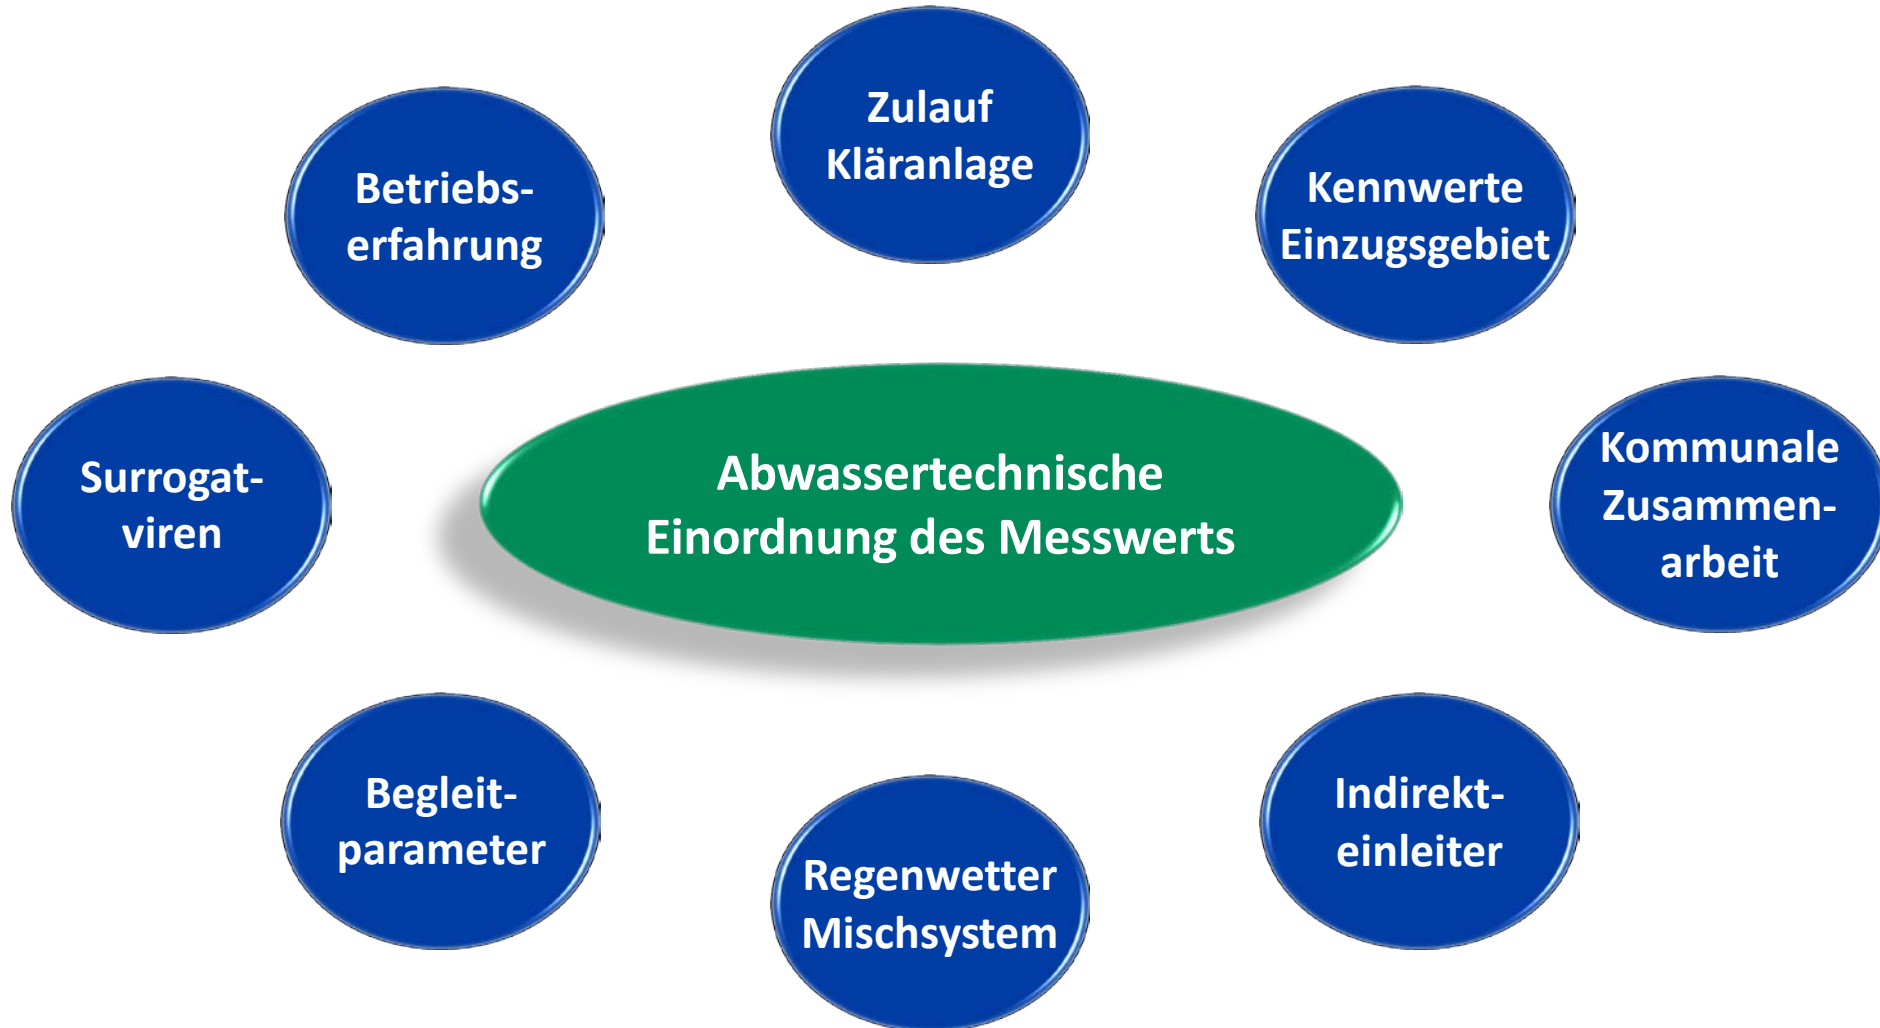 Zulauf
Kläranlage
Betriebs-
erfahrung
Kennwerte
Einzugsgebiet
Surrogat-
viren
Abwassertechnische
Einordnung des Messwerts
Kommunale
Zusammen-
arbeit
Begleit-
parameter
Regenwetter
Mischsystem
Indirekt-
einleiter